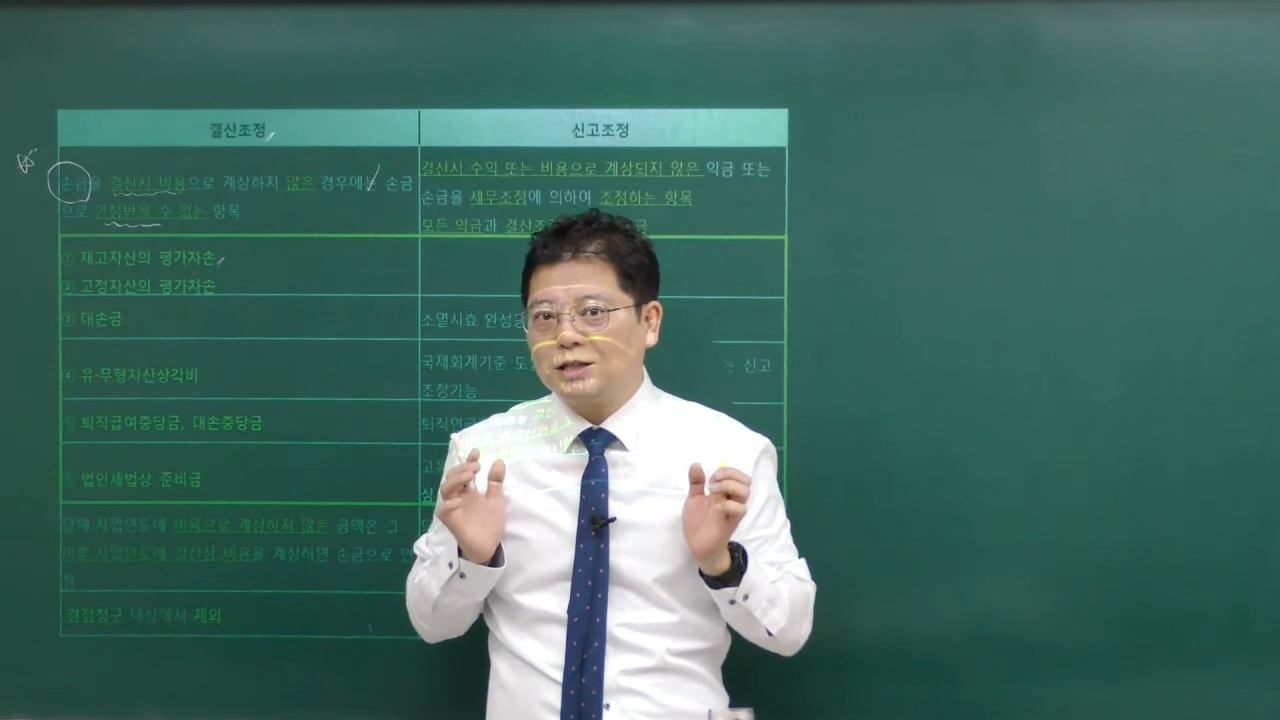 결산조정
신고조정
손금을 결산시 비용으로 계상하지 않은 경우에는 손금
으로 인정받을 수 없는 항목
결산시 수익 또는 비용으로 계상되지 않은 익금 또는
손금을 세무조정에 의하여 조정하는 항목
모든 익금과 결산조
① 재고자산의 평가차손
② 고정자산의 평가차손
③ 대손금
소멸시효 완성
④ 유·무형자산상각비
국제회계기준 도
신고
조정가능
⑤ 퇴직급여충당금, 대손충당금
퇴직연
⑥ 법인세법상 준비금
고유
상
당해 사업연도에 비용으로 계상하지 않은 금액은 그
이후 사업연도에 결산상 비용을 계상하면 손금으로 인
정
경정청구 대상에서 제외